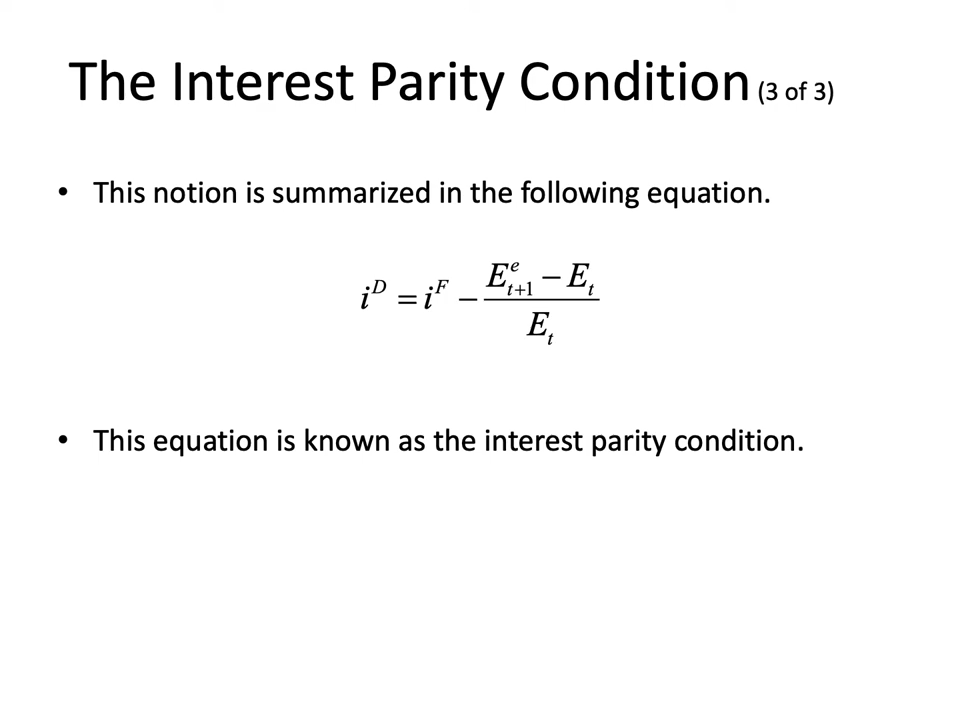 The Interest Parity Condition (3 of 3)
• This notion is summarized in the following equation.
i^D = i^F − (E^e_{t+1} − E_t) / E_t
• This equation is known as the interest parity condition.